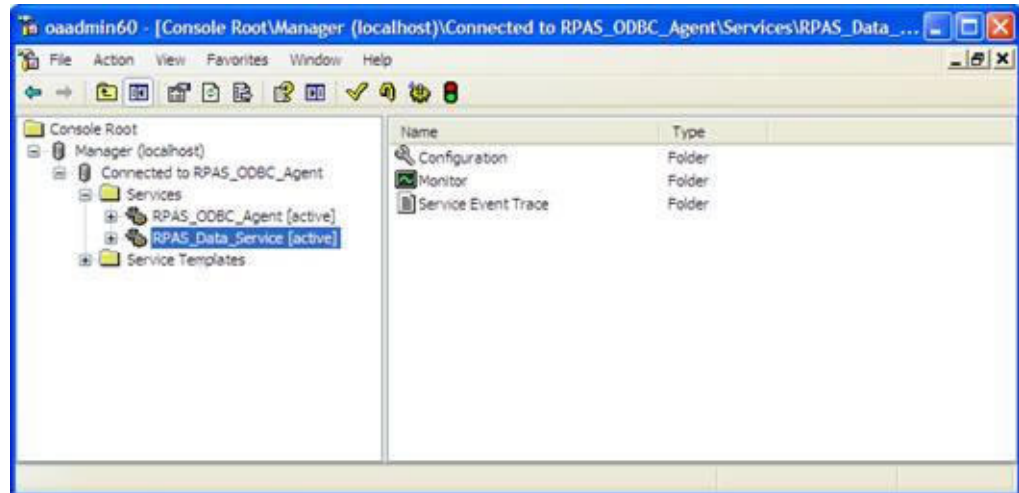 oaadmin60 - [Console Root\Manager (localhost)\Connected to RPAS_ODBC_Agent\Services\RPAS_Data_...
File Action View Favorites Window Help
Console Root
Manager (localhost)
Connected to RPAS_ODBC_Agent
Services
RPAS_ODBC_Agent [active]
RPAS_Data_Service [active]
Service Templates
Name Type
Configuration Folder
Monitor Folder
Service Event Trace Folder